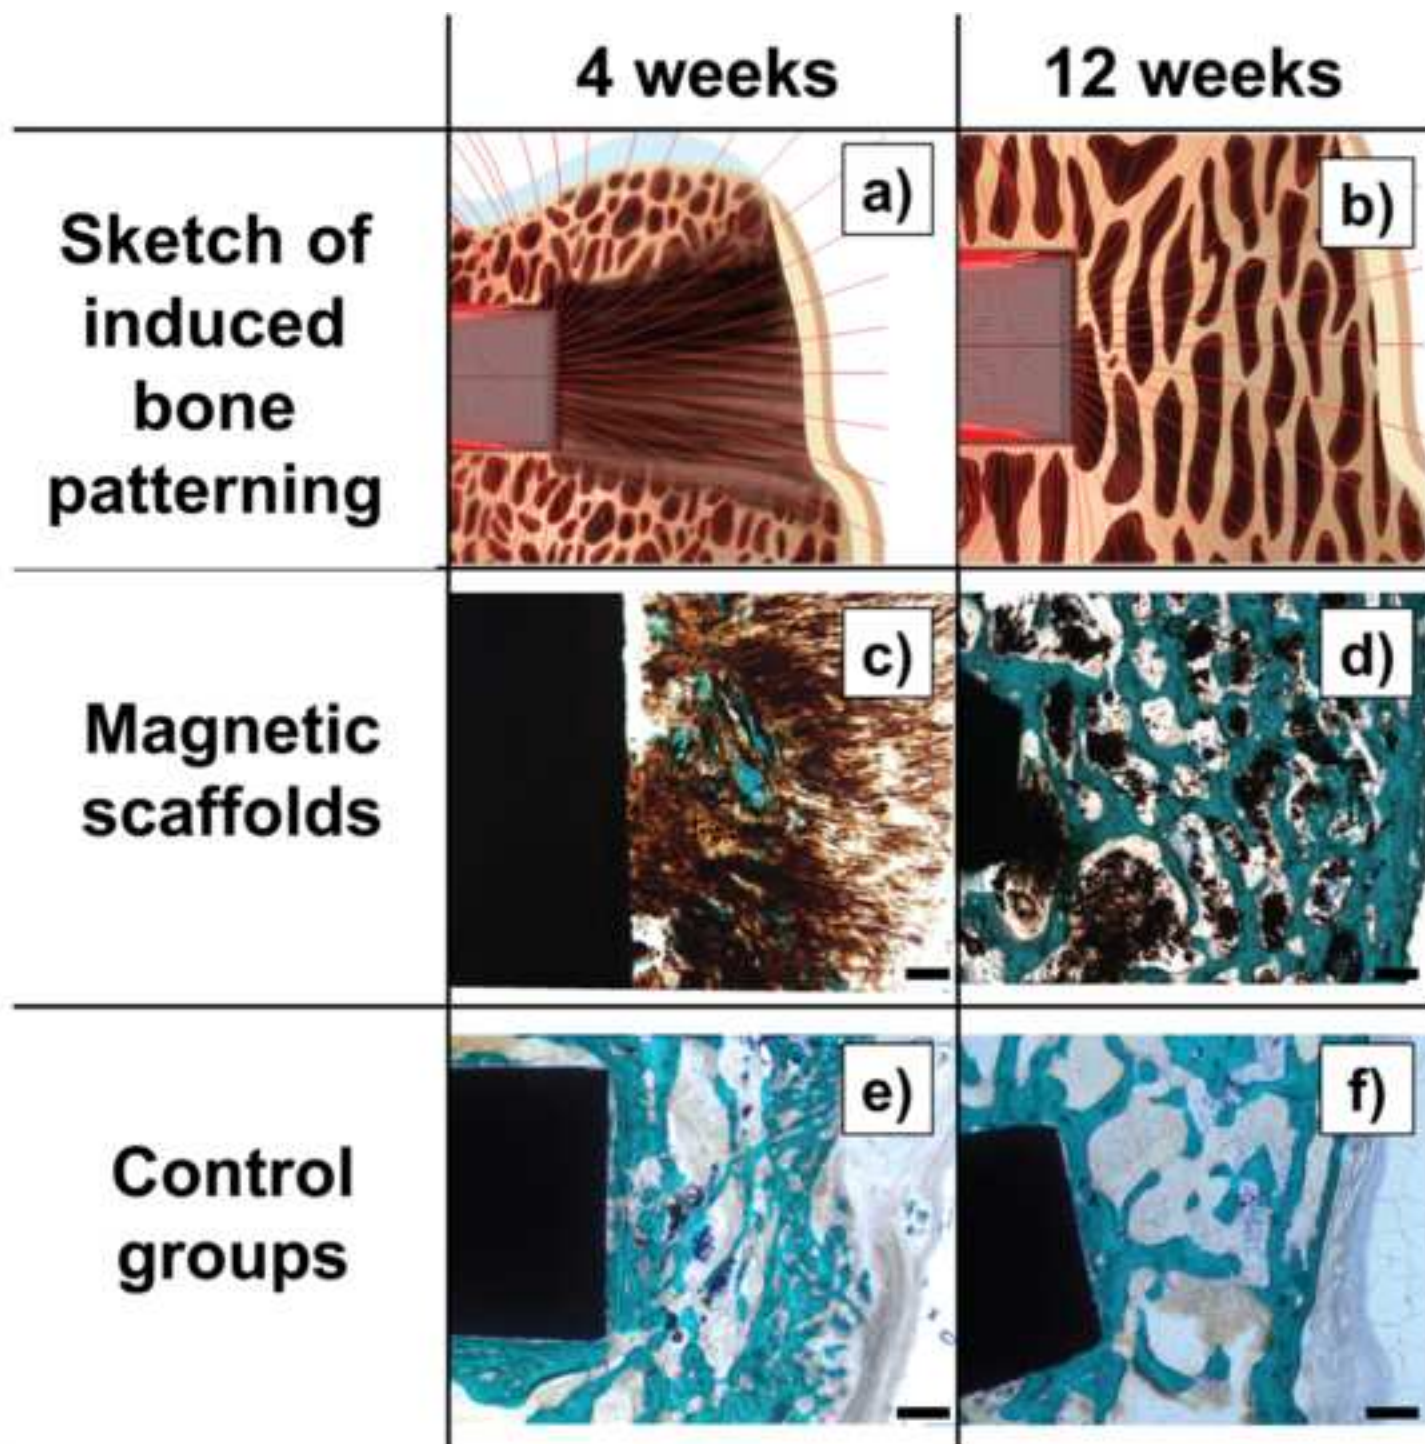 4 weeks
12 weeks
Sketch of
induced
bone
patterning
a)
b)
Magnetic
scaffolds
c)
d)
Control
groups
e)
f)